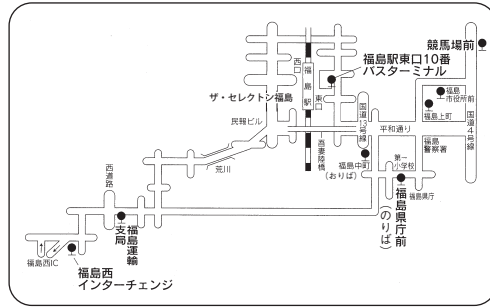 競馬場前
福島駅東口10番
バスターミナル
西口
福島駅
東口
福島
市役所前
ザ・セレクトン福島
国道13号線
福島上町
国道4号線
民報ビル
平和通り
吾妻陸橋
福島
警察署
福島中町
(おりば)
第一
小学校
荒川
西道路
福島県庁
福島県庁前
(のりば)
福島運輸
支局
福島西IC
福島西
インターチェンジ